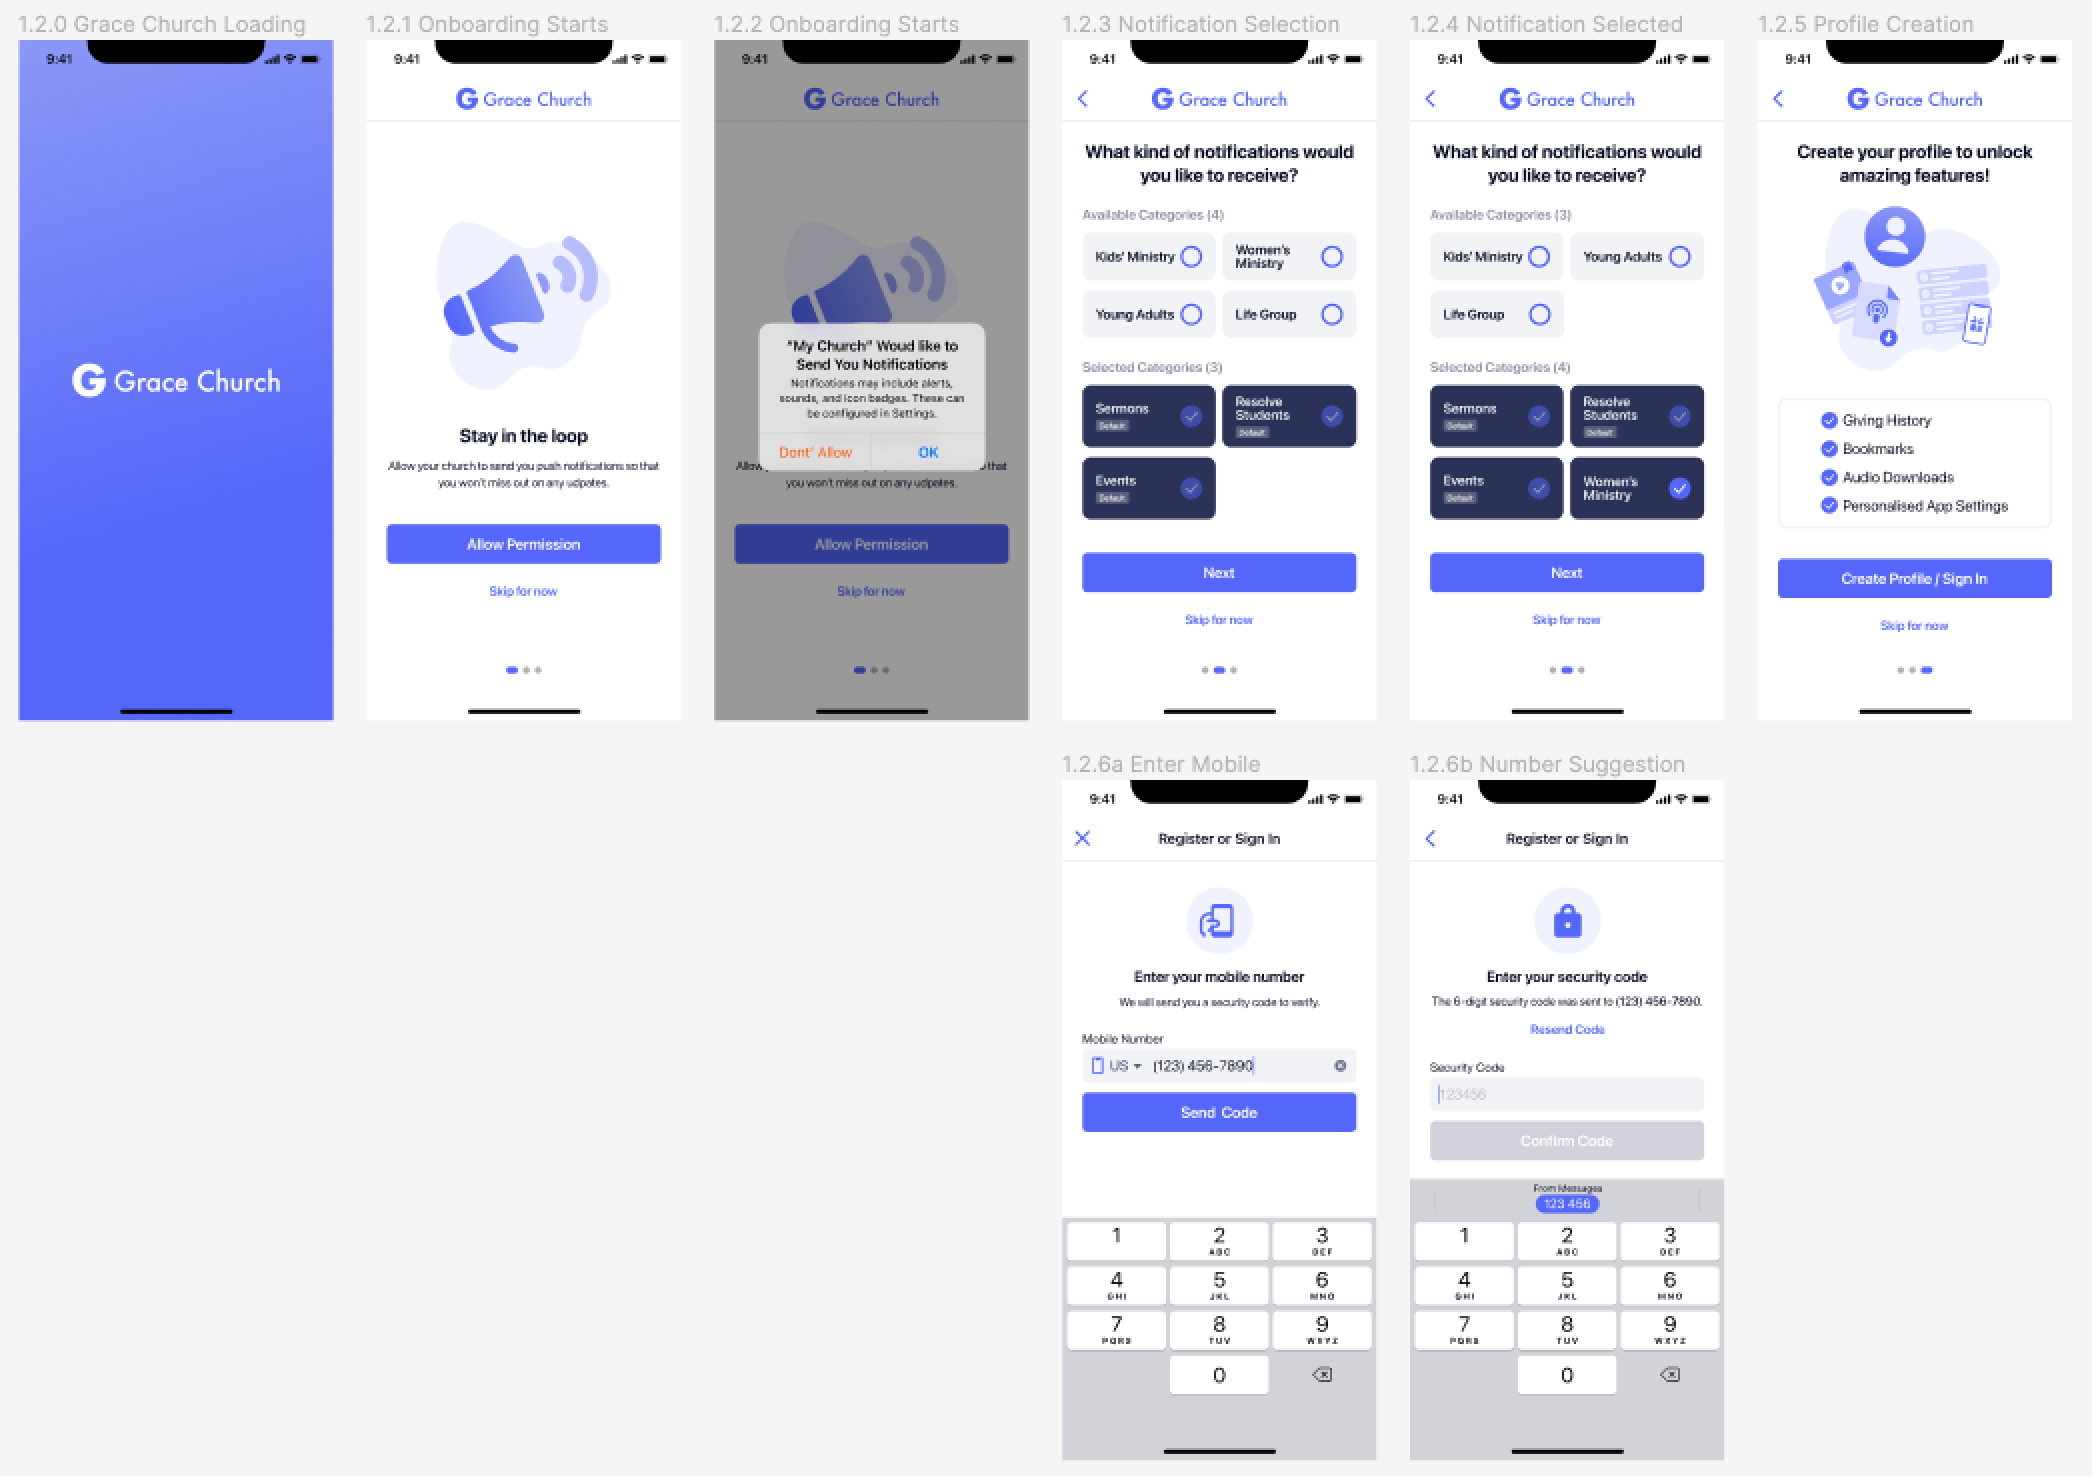 1.2.0 Grace Church Loading
9:41
Grace Church
1.2.1 Onboarding Starts
9:41
Grace Church
Stay in the loop
Allow your church to send you push notifications so that
you won't miss out on any udpates.
Allow Permission
Skip for now
1.2.2 Onboarding Starts
9:41
Grace Church
"My Church" Woud like to
Send You Notifications
Notifications may include alerts,
sounds, and icon badges. These can
be configured in Settings.
Dont' Allow
OK
Allow
that
you won't miss out on any udpates.
Allow Permission
Skip for now
1.2.3 Notification Selection
9:41
Grace Church
What kind of notifications would
you like to receive?
Available Categories (4)
Kids' Ministry
Women's
Ministry
Young Adults
Life Group
Selected Categories (3)
Sermons
Default
Resolve
Students
Default
Events
Default
Next
Skip for now
1.2.4 Notification Selected
9:41
Grace Church
What kind of notifications would
you like to receive?
Available Categories (3)
Kids' Ministry
Young Adults
Life Group
Selected Categories (4)
Sermons
Default
Resolve
Students
Default
Events
Default
Women's
Ministry
Next
Skip for now
1.2.5 Profile Creation
9:41
Grace Church
Create your profile to unlock
amazing features!
Giving History
Bookmarks
Audio Downloads
Personalised App Settings
Create Profile / Sign In
Skip for now
1.2.6a Enter Mobile
9:41
Register or Sign In
Enter your mobile number
We will send you a security code to verify.
Mobile Number
US (123) 456-7890
Send Code
1
2
ABC
3
DEF
4
GHI
5
JKL
6
MNO
7
PQRS
8
TUV
9
WXYZ
0
1.2.6b Number Suggestion
9:41
Register or Sign In
Enter your security code
The 6-digit security code was sent to (123) 456-7890.
Resend Code
Security Code
123456
Confirm Code
From Messages
123 456
1
2
ABC
3
DEF
4
GHI
5
JKL
6
MNO
7
PQRS
8
TUV
9
WXYZ
0